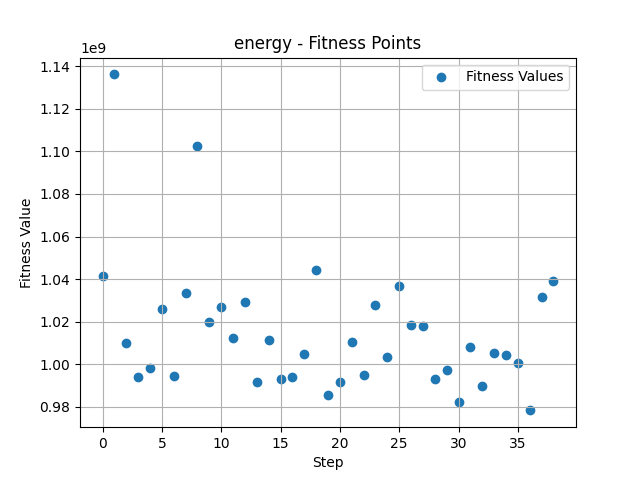 energy - Fitness Points
1e9
Fitness Values
1.14
1.12
1.10
1.08
1.06
1.04
1.02
1.00
0.98
Fitness Value
0 5 10 15 20 25 30 35
Step